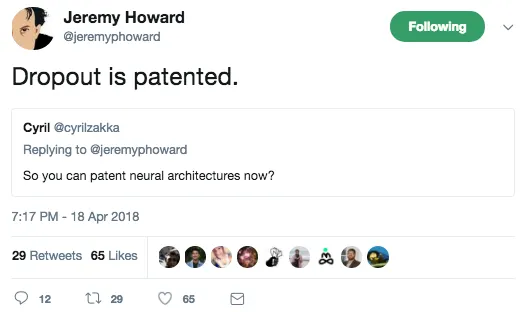 Jeremy Howard
@jeremyphoward
Following
Dropout is patented.
Cyril @cyrilzakka
Replying to @jeremyphoward
So you can patent neural architectures now?
7:17 PM - 18 Apr 2018
29 Retweets 65 Likes
12 29 65